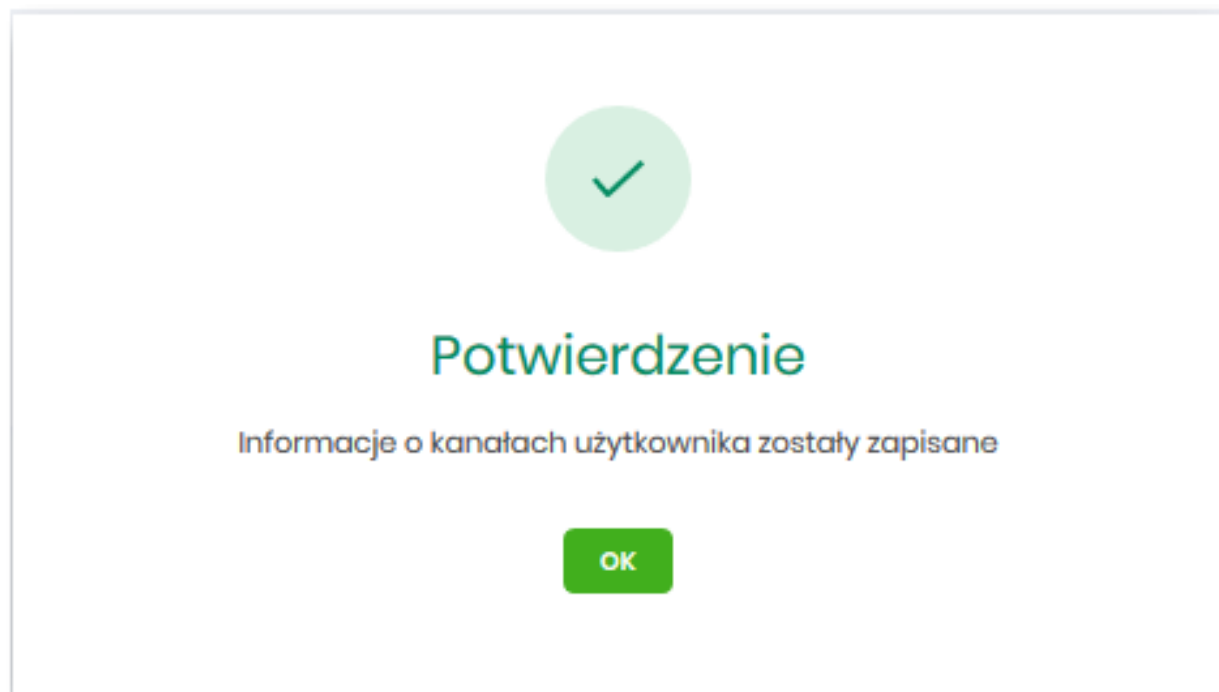 Potwierdzenie
Informacje o kanałach użytkownika zostały zapisane
OK